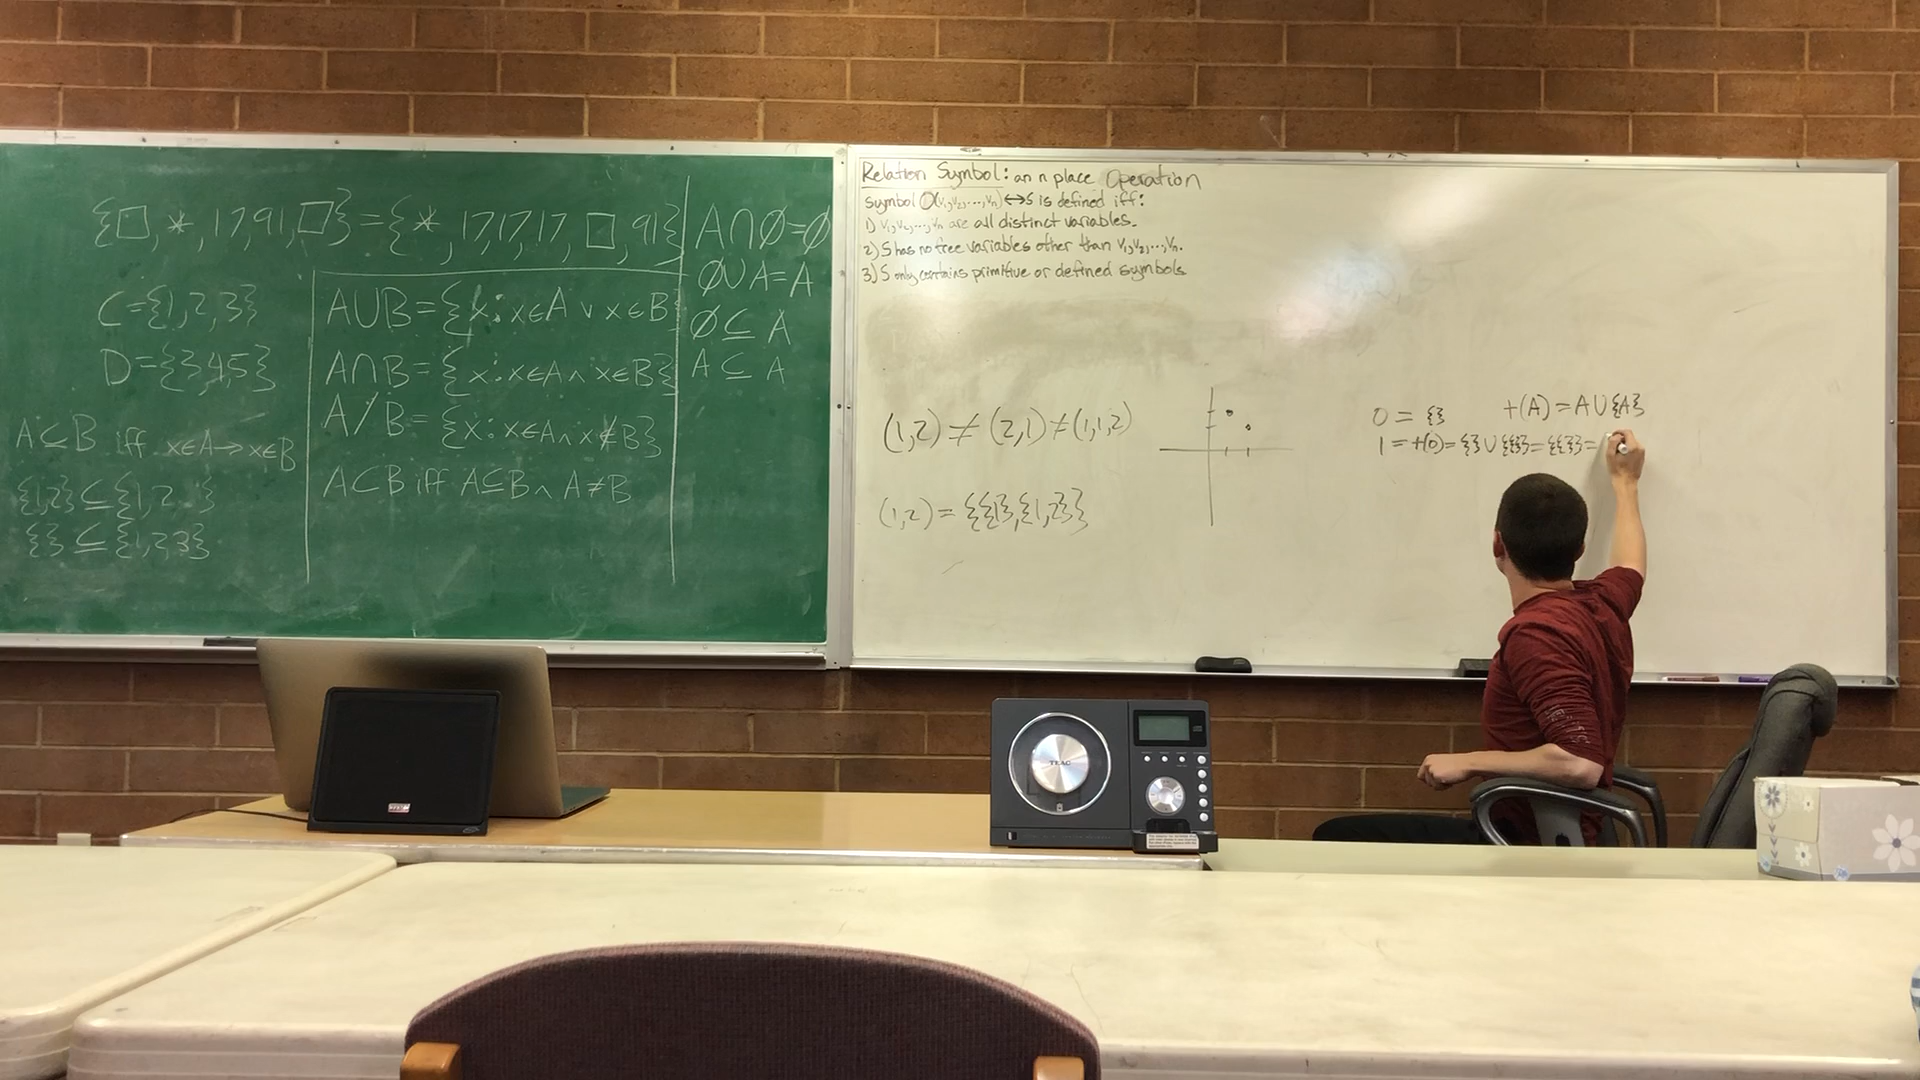 {□, *, 17, 91, □} = {*, 17, 17, 17, □, 91}
C = {1, 2, 3}
D = {3, 4, 5}
A ⊆ B iff x∈A → x∈B
{1,2} ⊆ {1,2, }
{} ⊆ {1,2,3}
A∪B = {x: x∈A ∨ x∈B}
A∩B = {x: x∈A ∧ x∈B}
A/B = {x: x∈A ∧ x∉B}
A⊂B iff A⊆B ∧ A≠B
A∩∅=∅
∅∪A=A
∅ ⊆ A
A ⊆ A
Relation Symbol: an n place Operation
symbol O(v₁,v₂,...,vₙ)↔S is defined iff:
1) v₁,v₂,...,vₙ are all distinct variables.
2) S has no free variables other than v₁,v₂,...,vₙ.
3) S only contains primitive or defined symbols
(1,2) ≠ (2,1) ≠ (1,1,2)
(1,2) = {{1},{1,2}}
0 = {} +(A) = A∪{A}
1 = +(0) = {}∪{{}} = {{}} =
TEAC